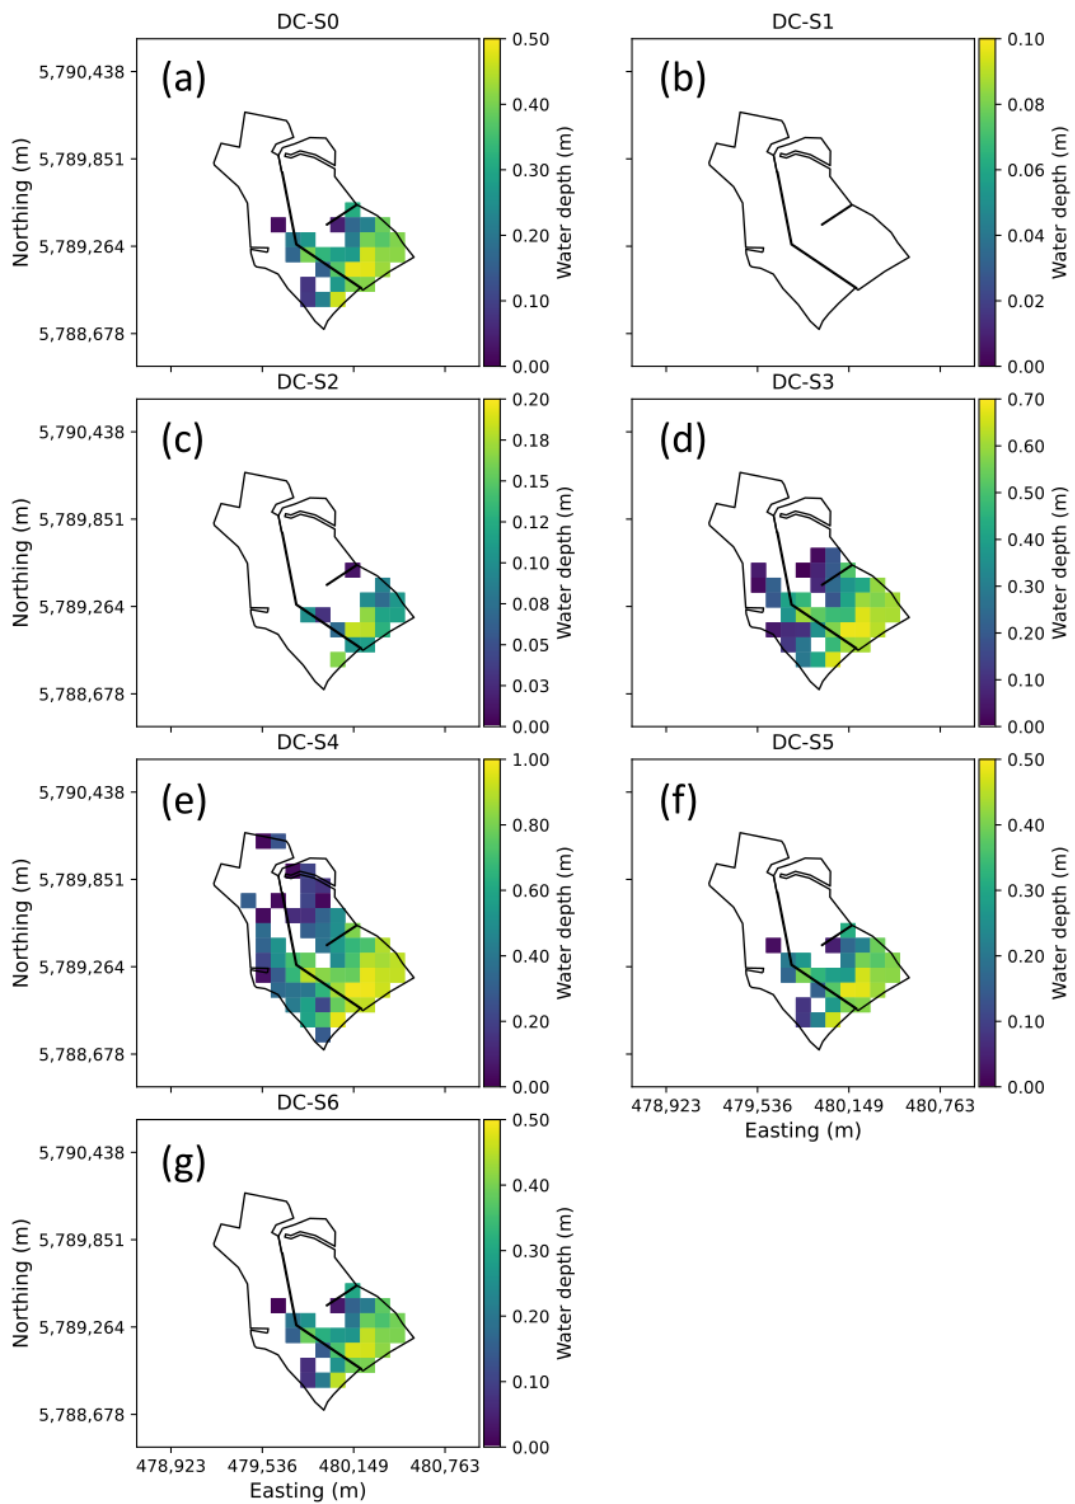 DC-S0
DC-S1
(a)
(b)
5,790,438
5,789,851
5,789,264
5,788,678
Northing (m)
0.50
0.40
0.30
0.20
0.10
0.00
Water depth (m)
0.10
0.08
0.06
0.04
0.02
0.00
Water depth (m)
DC-S2
DC-S3
(c)
(d)
5,790,438
5,789,851
5,789,264
5,788,678
Northing (m)
0.20
0.18
0.15
0.12
0.10
0.08
0.05
0.03
0.00
Water depth (m)
0.70
0.60
0.50
0.40
0.30
0.20
0.10
0.00
Water depth (m)
DC-S4
DC-S5
(e)
(f)
5,790,438
5,789,851
5,789,264
5,788,678
Northing (m)
1.00
0.80
0.60
0.40
0.20
0.00
Water depth (m)
0.50
0.40
0.30
0.20
0.10
0.00
Water depth (m)
478,923 479,536 480,149 480,763
Easting (m)
DC-S6
(g)
5,790,438
5,789,851
5,789,264
5,788,678
Northing (m)
0.50
0.40
0.30
0.20
0.10
0.00
Water depth (m)
478,923 479,536 480,149 480,763
Easting (m)